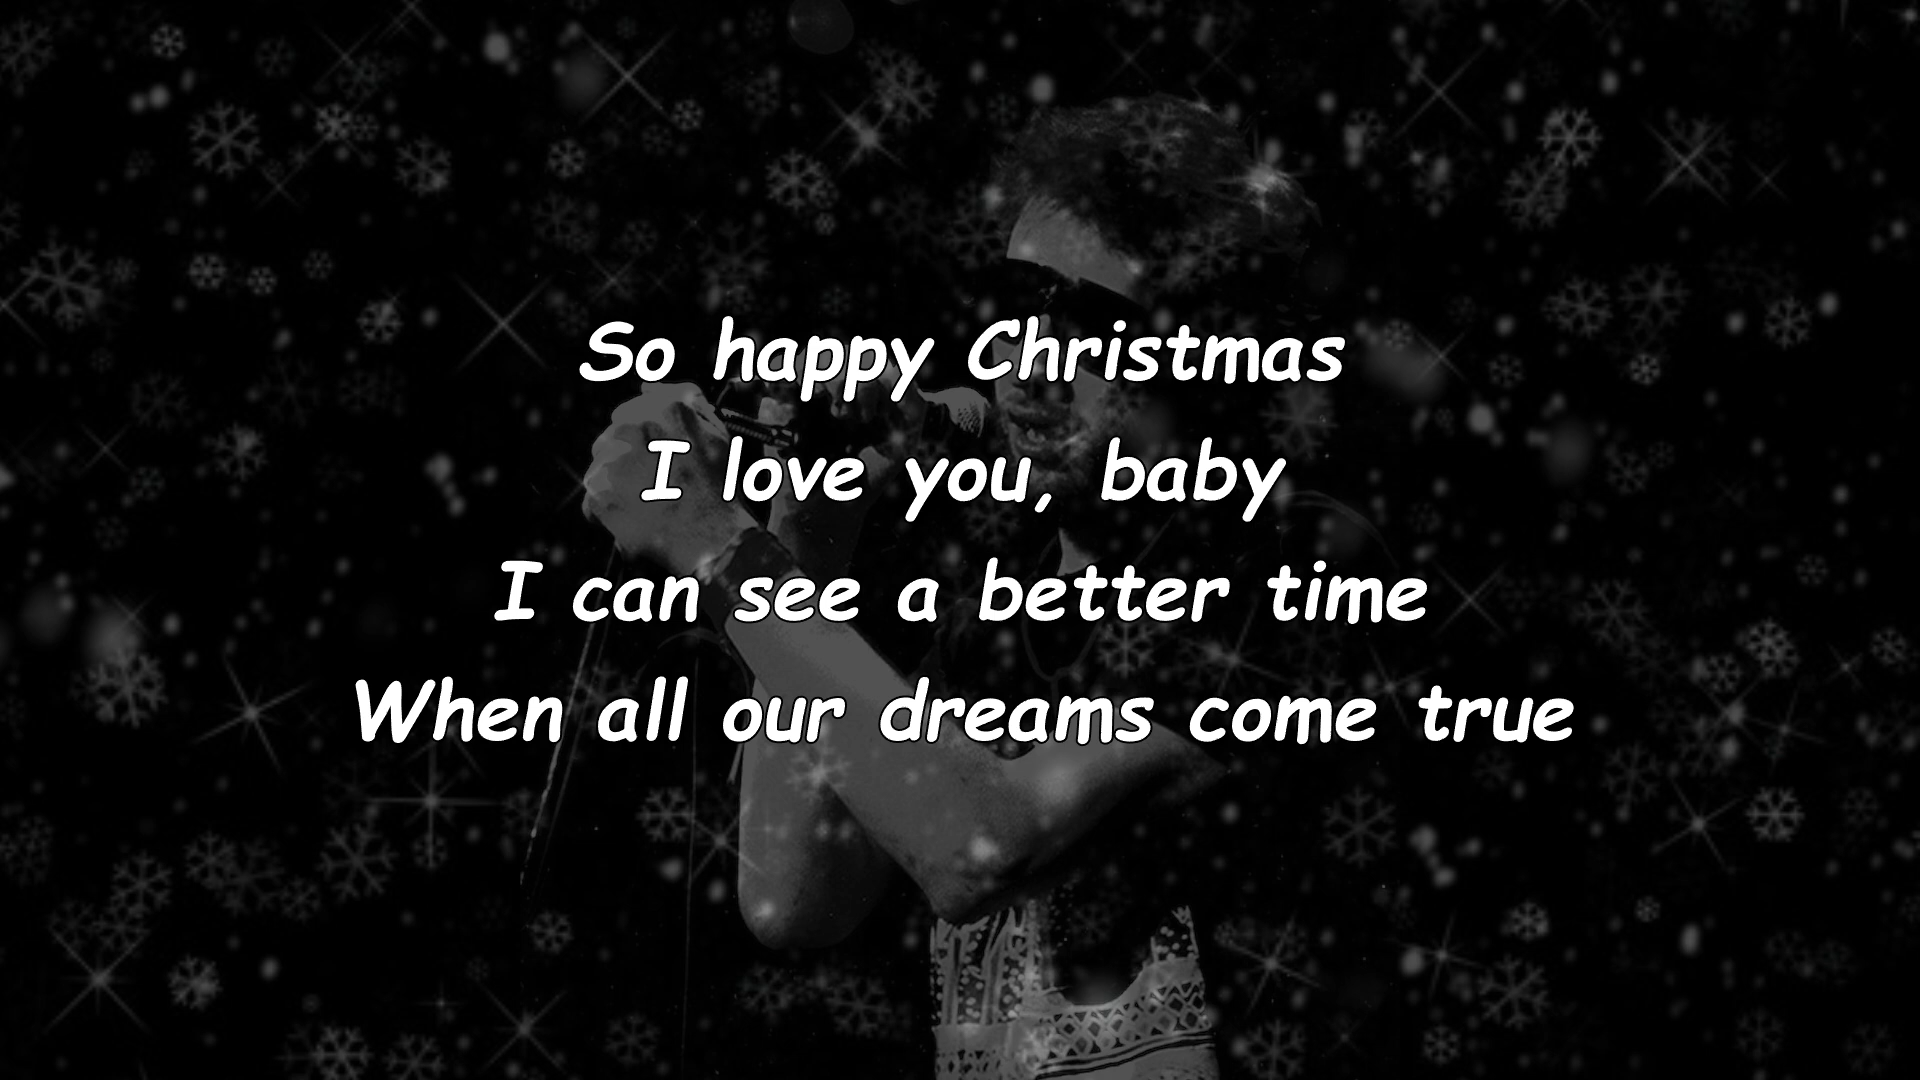 So happy Christmas
I love you, baby
I can see a better time
When all our dreams come true